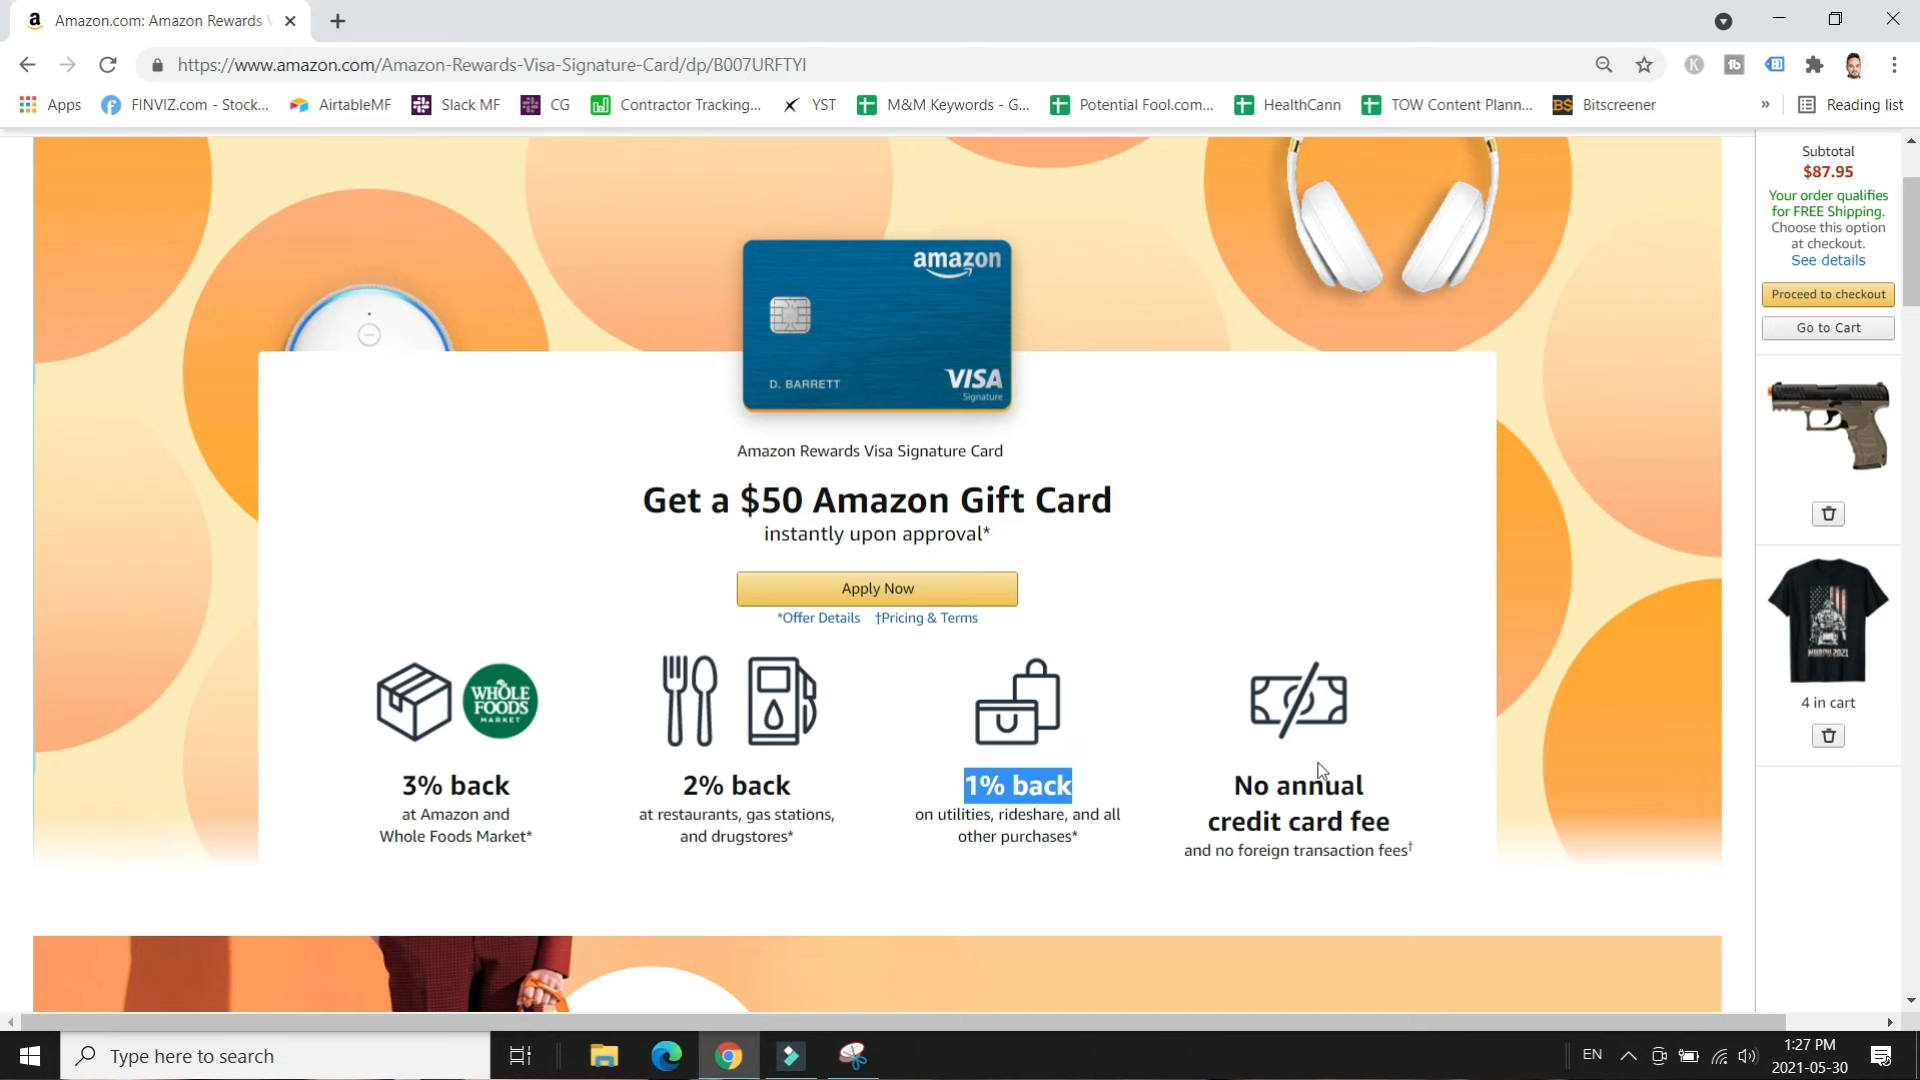 Amazon.com: Amazon Rewards V
https://www.amazon.com/Amazon-Rewards-Visa-Signature-Card/dp/B007URFTYI
Apps
FINVIZ.com - Stock...
AirtableMF
Slack MF
CG
Contractor Tracking...
YST
M&M Keywords - G...
Potential Fool.com...
HealthCann
TOW Content Plann...
BS
Bitscreener
»
Reading list
Subtotal
$87.95
Your order qualifies
for FREE Shipping.
Choose this option
at checkout.
See details
Proceed to checkout
Go to Cart
MURPH 2021
4 in cart
amazon
D. BARRETT
VISA
Signature
Amazon Rewards Visa Signature Card
Get a $50 Amazon Gift Card
instantly upon approval*
Apply Now
*Offer Details †Pricing & Terms
WHOLE
FOODS
MARKET
3% back
at Amazon and
Whole Foods Market*
2% back
at restaurants, gas stations,
and drugstores*
1% back
on utilities, rideshare, and all
other purchases*
No annual
credit card fee
and no foreign transaction fees†
Type here to search
EN
1:27 PM
2021-05-30